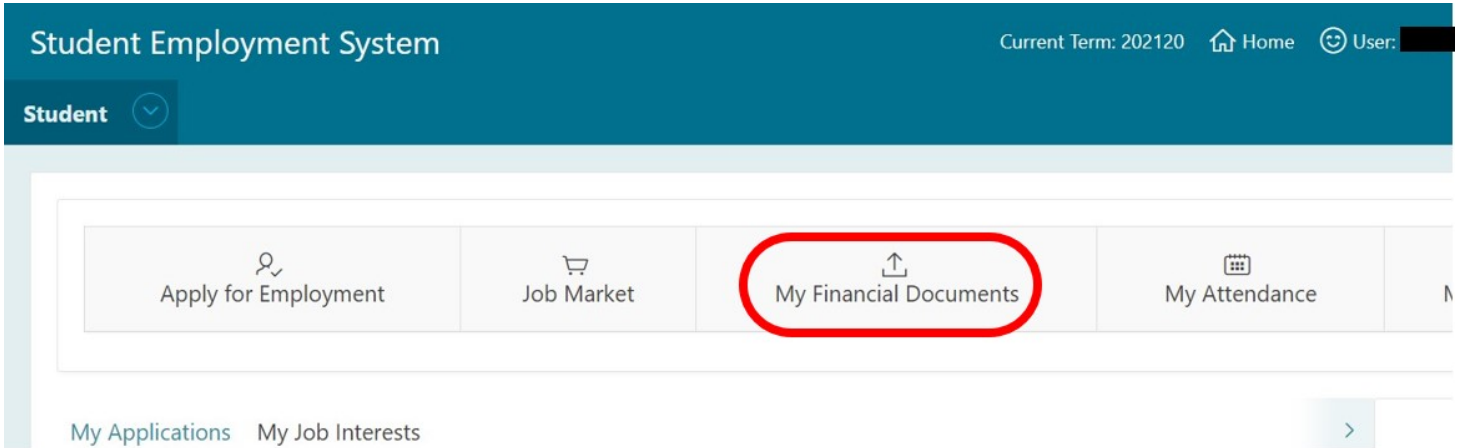 Student Employment System
Current Term: 202120 Home User:
Student
Apply for Employment Job Market My Financial Documents My Attendance
My Applications My Job Interests